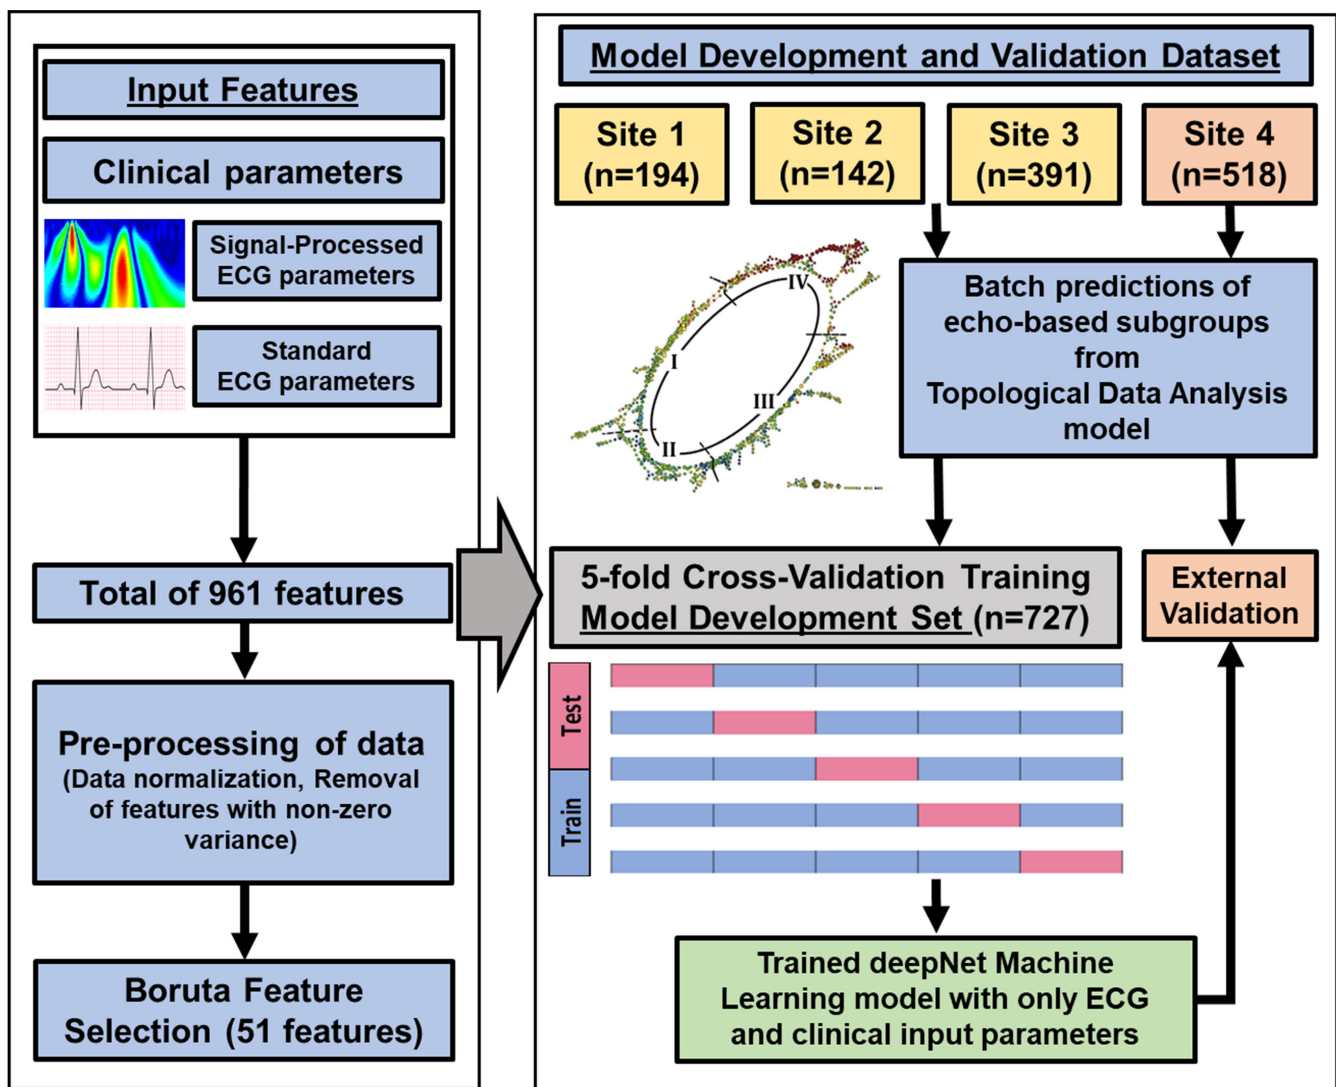 Input Features
Clinical parameters
Signal-Processed
ECG parameters
Standard
ECG parameters
Total of 961 features
Pre-processing of data
(Data normalization, Removal
of features with non-zero
variance)
Boruta Feature
Selection (51 features)
Model Development and Validation Dataset
Site 1
(n=194)
Site 2
(n=142)
Site 3
(n=391)
Site 4
(n=518)
IV
I
III
II
Batch predictions of
echo-based subgroups
from
Topological Data Analysis
model
5-fold Cross-Validation Training
Model Development Set (n=727)
External
Validation
Test
Train
Trained deepNet Machine
Learning model with only ECG
and clinical input parameters